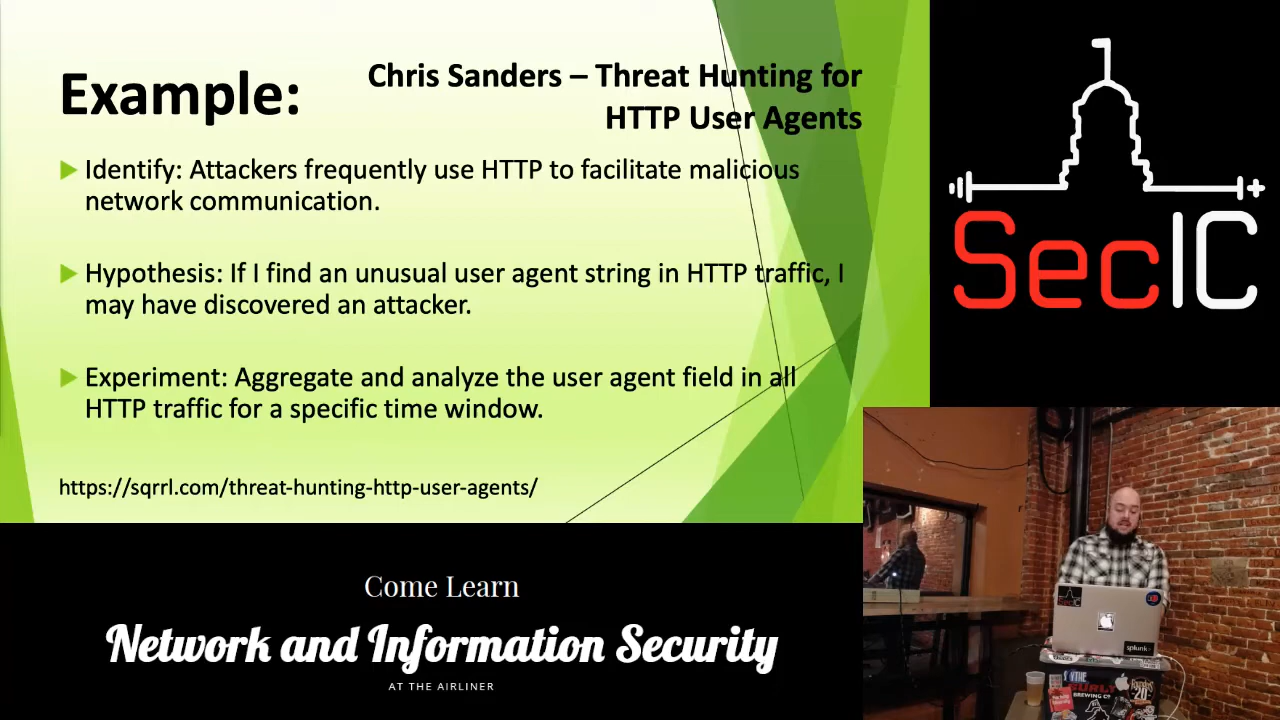 Example:
Chris Sanders – Threat Hunting for
HTTP User Agents
Identify: Attackers frequently use HTTP to facilitate malicious
network communication.
Hypothesis: If I find an unusual user agent string in HTTP traffic, I
may have discovered an attacker.
Experiment: Aggregate and analyze the user agent field in all
HTTP traffic for a specific time window.
https://sqrrl.com/threat-hunting-http-user-agents/
SecIC
Come Learn
Network and Information Security
AT THE AIRLINER
splunk>
SURLY
BREWING CO.